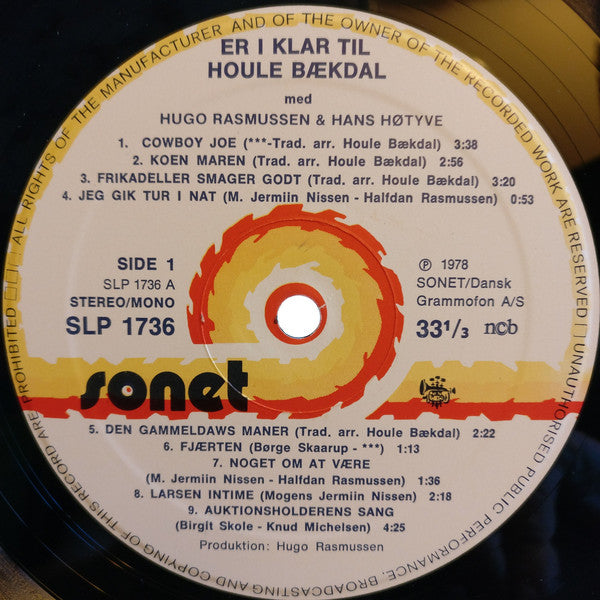 ALL RIGHTS OF THE MANUFACTURER AND OF THE OWNER OF THE RECORDED WORK ARE RESERVED
UNAUTHORISED PUBLIC PERFORMANCE, BROADCASTING AND COPYING OF THIS RECORD ARE PROHIBITED
ER I KLAR TIL
HOULE BÆKDAL
med
HUGO RASMUSSEN & HANS HØTYVE
1. COWBOY JOE (***-Trad. arr. Houle Bækdal) 3:38
2. KOEN MAREN (Trad. arr. Houle Bækdal) 2:56
3. FRIKADELLER SMAGER GODT (Trad. arr. Houle Bækdal) 3:20
4. JEG GIK TUR I NAT (M. Jermiin Nissen - Halfdan Rasmussen) 0:53
SIDE 1
SLP 1736 A
STEREO/MONO
SLP 1736
℗ 1978
SONET/Dansk
Grammofon A/S
33 1/3 ncb
sonet
5. DEN GAMMELDAWS MANER (Trad. arr. Houle Bækdal) 2:22
6. FJÆRTEN (Børge Skaarup - ***) 1:13
7. NOGET OM AT VÆRE
(M. Jermiin Nissen - Halfdan Rasmussen) 1:36
8. LARSEN INTIME (Mogens Jermiin Nissen) 2:18
9. AUKTIONSHOLDERENS SANG
(Birgit Skole - Knud Michelsen) 4:25
Produktion: Hugo Rasmussen